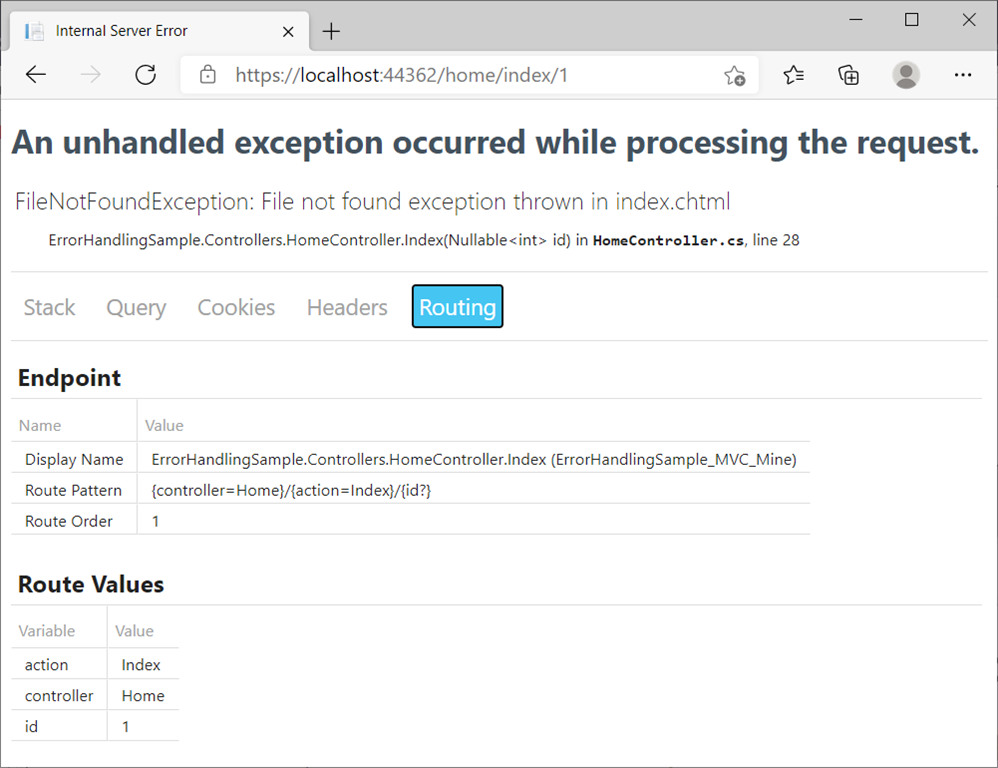 Internal Server Error
https://localhost:44362/home/index/1
An unhandled exception occurred while processing the request.
FileNotFoundException: File not found exception thrown in index.chtml
ErrorHandlingSample.Controllers.HomeController.Index(Nullable<int> id) in HomeController.cs, line 28
Stack Query Cookies Headers Routing
Endpoint
Name Value
Display Name ErrorHandlingSample.Controllers.HomeController.Index (ErrorHandlingSample_MVC_Mine)
Route Pattern {controller=Home}/{action=Index}/{id?}
Route Order 1
Route Values
Variable Value
action Index
controller Home
id 1